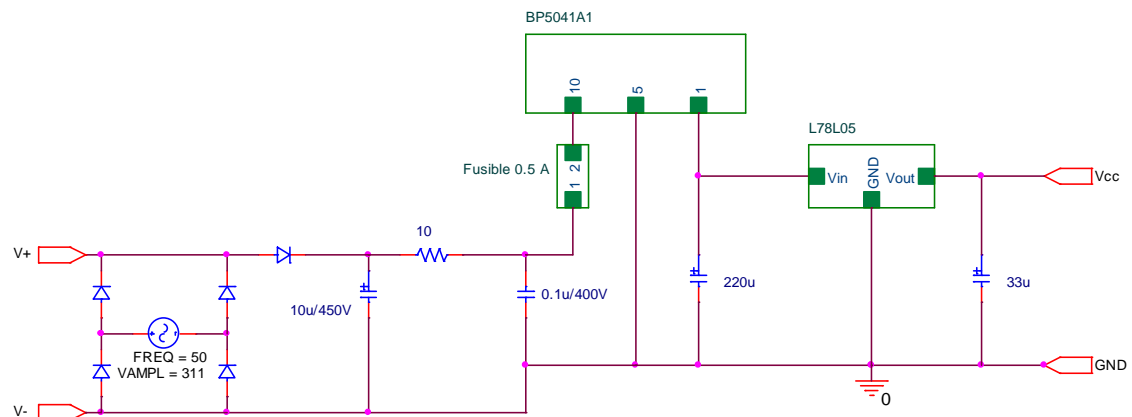 BP5041A1
10
5
1
L78L05
Fusible 0.5 A
2
1
Vin
GND
Vout
Vcc
V+
10
10u/450V
0.1u/400V
220u
33u
FREQ = 50
VAMPL = 311
GND
0
V-